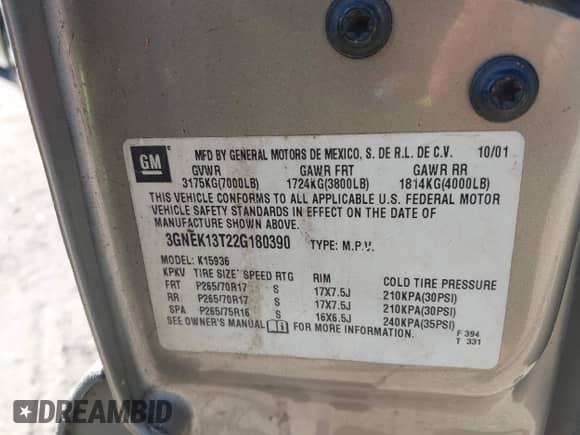 GM
MFD BY GENERAL MOTORS DE MEXICO, S. DE R.L. DE C.V. 10/01
GVWR GAWR FRT GAWR RR
3175KG(7000LB) 1724KG(3800LB) 1814KG(4000LB)
THIS VEHICLE CONFORMS TO ALL APPLICABLE U.S. FEDERAL MOTOR
VEHICLE SAFETY STANDARDS IN EFFECT ON THE DATE OF
MANUFACTURE SHOWN ABOVE.
3GNEK13T22G180390 TYPE: M.P.V.
MODEL: K15936
KPKV TIRE SIZE SPEED RTG RIM COLD TIRE PRESSURE
FRT P265/70R17 S 17X7.5J 210KPA(30PSI)
RR P265/70R17 S 17X7.5J 210KPA(30PSI)
SPA P265/75R16 S 16X6.5J 240KPA(35PSI)
SEE OWNER'S MANUAL FOR MORE INFORMATION.
F 394
T 331
DREAMBID